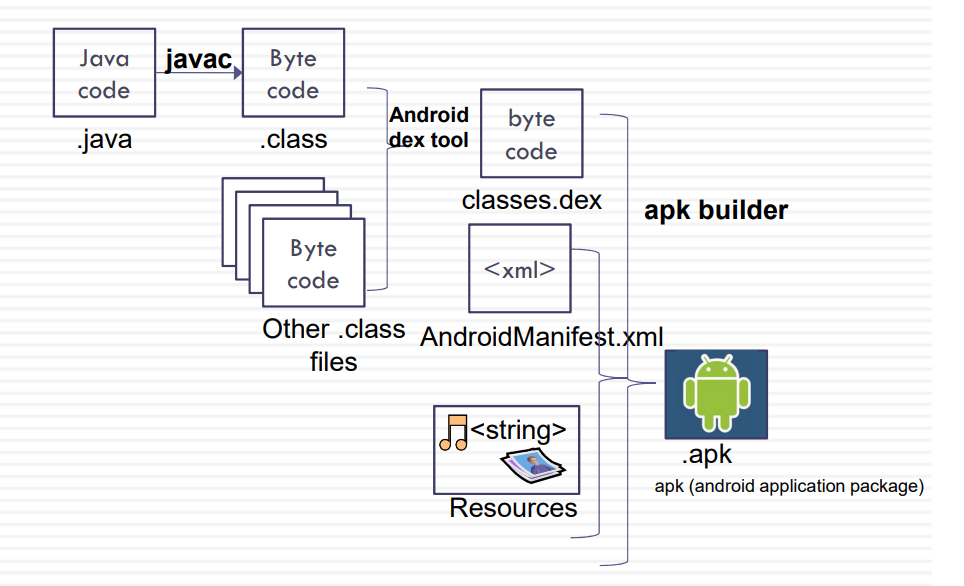 Java
code
javac
Byte
code
.java
.class
Android
dex tool
byte
code
classes.dex
apk builder
Byte
code
Other .class
files
<xml>
AndroidManifest.xml
<string>
Resources
.apk
apk (android application package)